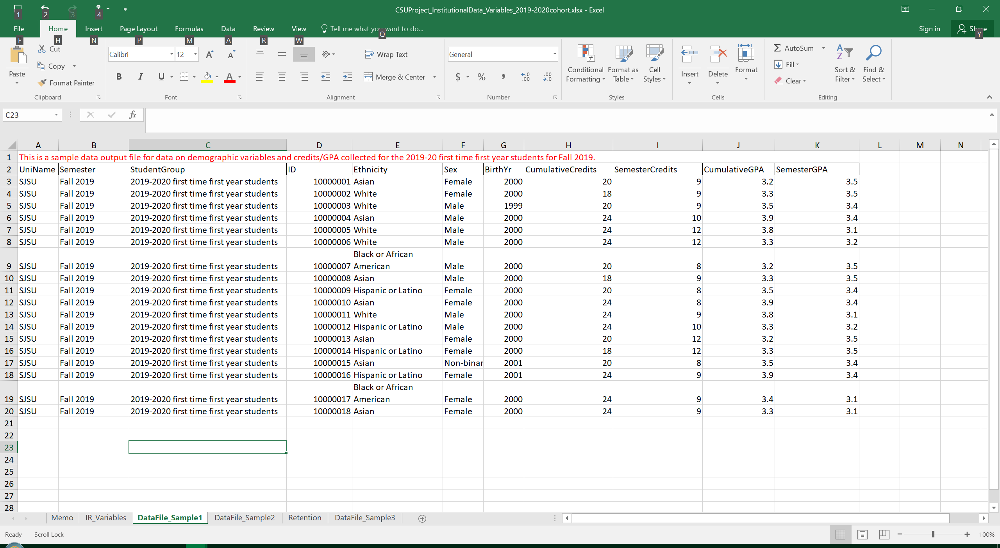 1 2 3 4
CSUProject_InstitutionalData_Variables_2019-2020cohort.xlsx - Excel
File Home Insert Page Layout Formulas Data Review View Tell me what you want to do... Sign in Share
F H N P M A R W Q Y
Cut
Copy
Format Painter
Paste
Clipboard
Calibri 12
B I U A
Font
Wrap Text
Merge & Center
Alignment
General
$ % , .0 .00 .00 .0
Number
Conditional Formatting
Format as Table
Cell Styles
Styles
Insert Delete Format
Cells
AutoSum
Fill
Clear
Sort & Filter
Find & Select
Editing
C23 fx
A B C D E F G H I J K L M N
1 This is a sample data output file for data on demographic variables and credits/GPA collected for the 2019-20 first time first year students for Fall 2019.
2 UniName Semester StudentGroup ID Ethnicity Sex BirthYr CumulativeCredits SemesterCredits CumulativeGPA SemesterGPA
3 SJSU Fall 2019 2019-2020 first time first year students 10000001 Asian Female 2000 20 9 3.2 3.5
4 SJSU Fall 2019 2019-2020 first time first year students 10000002 White Female 2000 18 9 3.3 3.5
5 SJSU Fall 2019 2019-2020 first time first year students 10000003 White Male 1999 20 9 3.5 3.4
6 SJSU Fall 2019 2019-2020 first time first year students 10000004 Asian Male 2000 24 10 3.9 3.4
7 SJSU Fall 2019 2019-2020 first time first year students 10000005 White Male 2000 24 12 3.8 3.1
8 SJSU Fall 2019 2019-2020 first time first year students 10000006 White Male 2000 24 12 3.3 3.2
Black or African
9 SJSU Fall 2019 2019-2020 first time first year students 10000007 American Male 2000 20 8 3.2 3.5
10 SJSU Fall 2019 2019-2020 first time first year students 10000008 Asian Male 2000 18 9 3.3 3.5
11 SJSU Fall 2019 2019-2020 first time first year students 10000009 Hispanic or Latino Female 2000 20 8 3.5 3.4
12 SJSU Fall 2019 2019-2020 first time first year students 10000010 Asian Female 2000 24 8 3.9 3.4
13 SJSU Fall 2019 2019-2020 first time first year students 10000011 White Male 2000 24 9 3.8 3.1
14 SJSU Fall 2019 2019-2020 first time first year students 10000012 Hispanic or Latino Male 2000 24 10 3.3 3.2
15 SJSU Fall 2019 2019-2020 first time first year students 10000013 Asian Female 2000 20 12 3.2 3.5
16 SJSU Fall 2019 2019-2020 first time first year students 10000014 Hispanic or Latino Female 2000 18 12 3.3 3.5
17 SJSU Fall 2019 2019-2020 first time first year students 10000015 Asian Non-binar 2001 20 8 3.5 3.4
18 SJSU Fall 2019 2019-2020 first time first year students 10000016 Hispanic or Latino Female 2001 24 9 3.9 3.4
Black or African
19 SJSU Fall 2019 2019-2020 first time first year students 10000017 American Female 2000 24 9 3.4 3.1
20 SJSU Fall 2019 2019-2020 first time first year students 10000018 Asian Female 2000 24 9 3.3 3.1
21
22
23
24
25
26
27
28
Memo IR_Variables DataFile_Sample1 DataFile_Sample2 Retention DataFile_Sample3
Ready Scroll Lock 100%